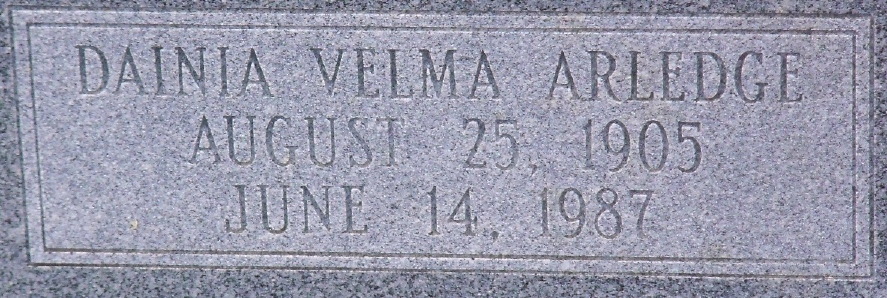 DAINIA VELMA ARLEDGE
AUGUST 25, 1905
JUNE 14, 1987